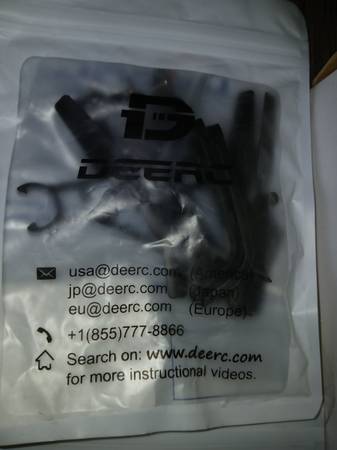 DEERC
usa@deerc.com (America)
jp@deerc.com (Japan)
eu@deerc.com (Europe)
+1(855)777-8866
Search on: www.deerc.com
for more instructional videos.